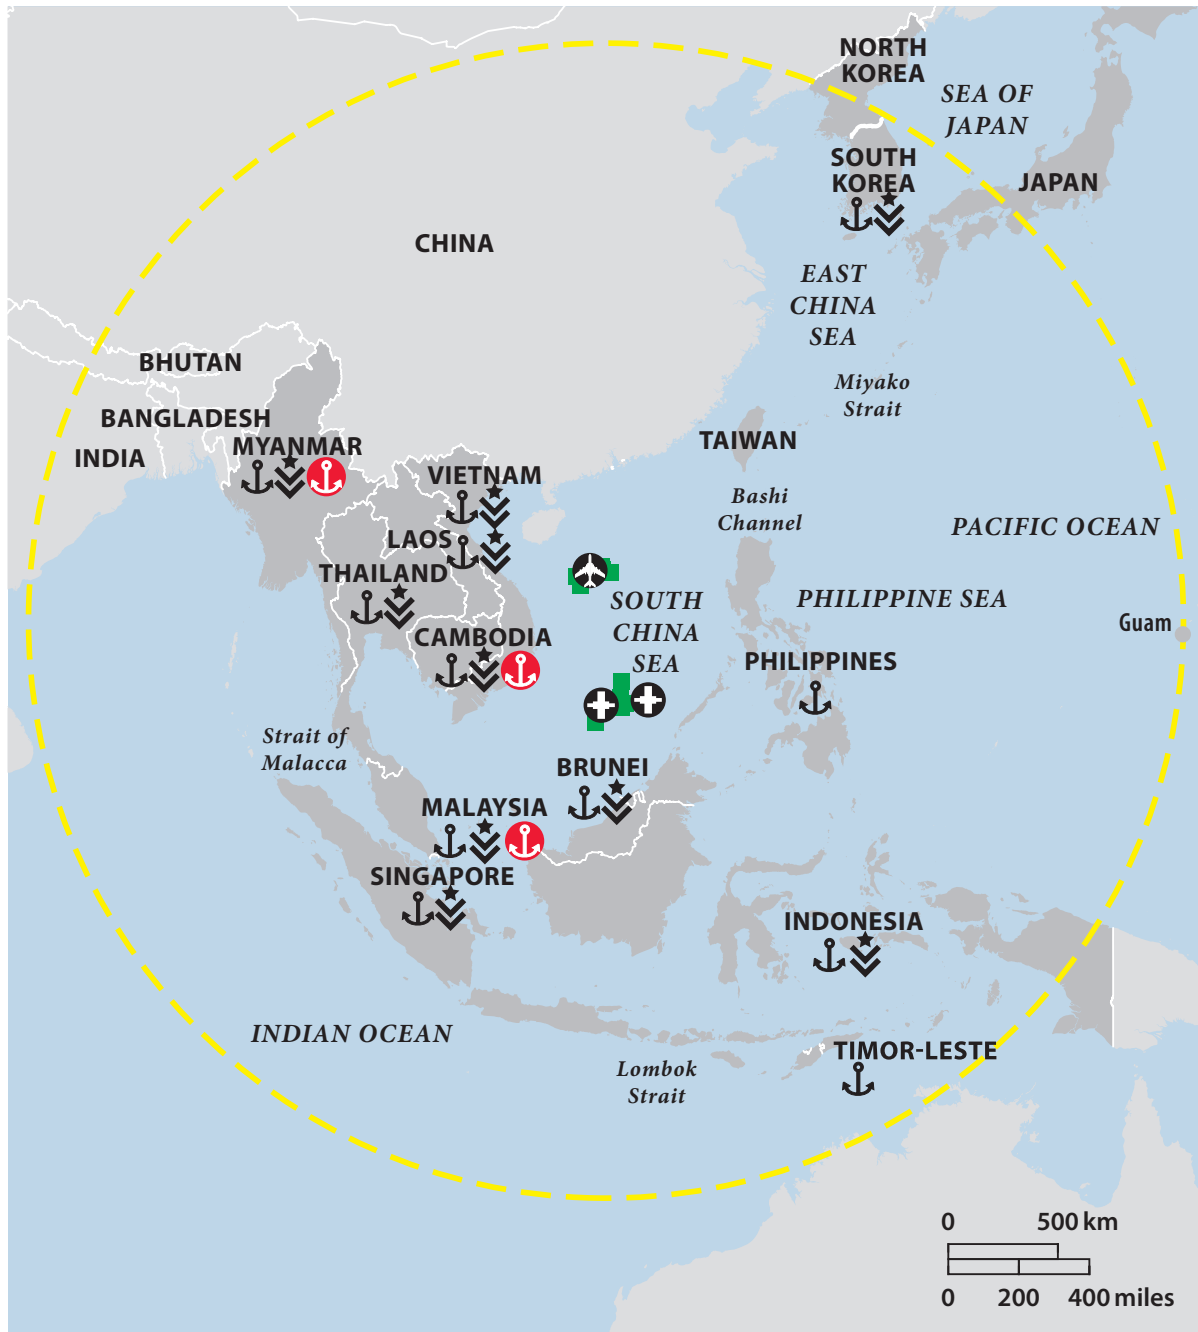 NORTH
KOREA
SEA OF
JAPAN
SOUTH
KOREA
JAPAN
CHINA
EAST
CHINA
SEA
BHUTAN
Miyako
Strait
BANGLADESH
TAIWAN
MYANMAR
INDIA
VIETNAM
Bashi
Channel
PACIFIC OCEAN
LAOS
THAILAND
SOUTH
CHINA
SEA
PHILIPPINE SEA
Guam
CAMBODIA
PHILIPPINES
Strait of
Malacca
BRUNEI
MALAYSIA
SINGAPORE
INDONESIA
INDIAN OCEAN
TIMOR-LESTE
Lombok
Strait
0 500 km
0 200 400 miles